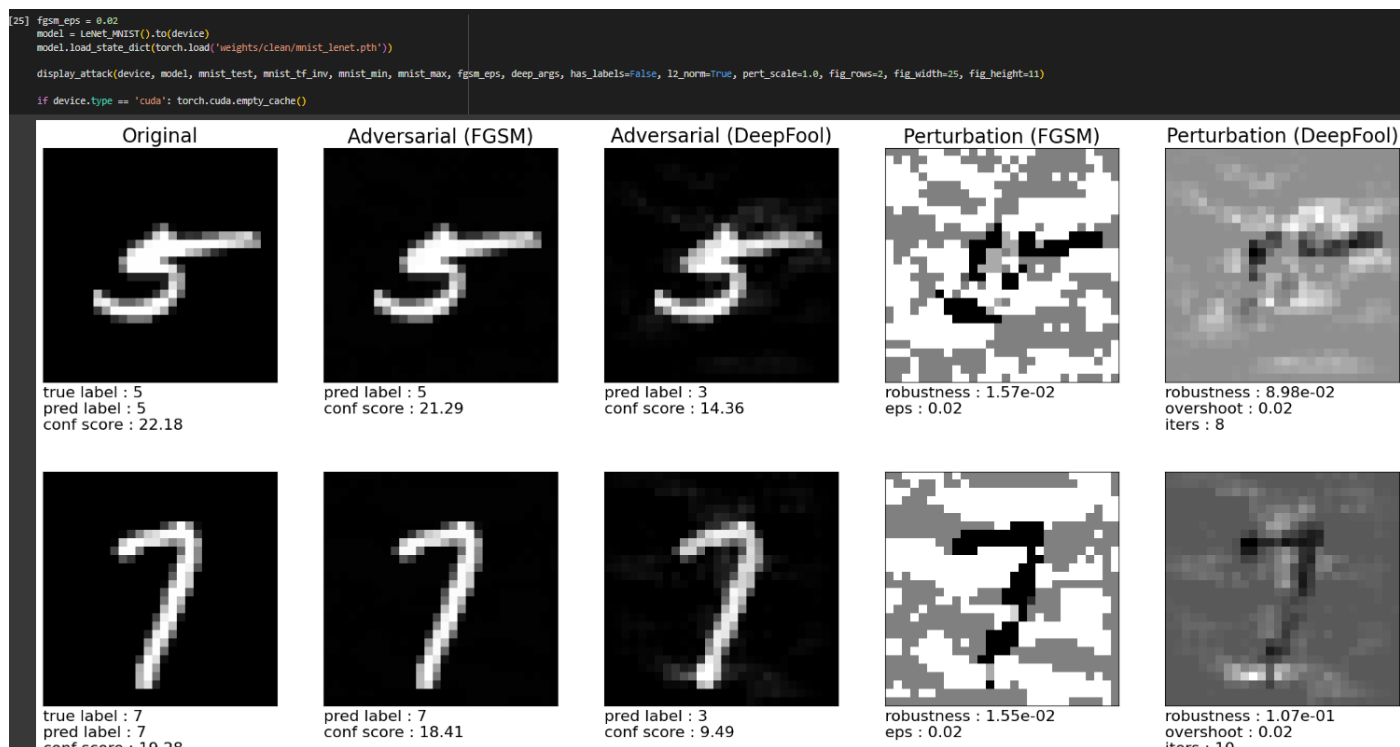 [25] fgsm_eps = 0.02
model = LeNet_MNIST().to(device)
model.load_state_dict(torch.load('weights/clean/mnist_lenet.pth'))
display_attack(device, model, mnist_test, mnist_tf_inv, mnist_min, mnist_max, fgsm_eps, deep_args, has_labels=False, l2_norm=True, pert_scale=1.0, fig_rows=2, fig_width=25, fig_height=11)
if device.type == 'cuda': torch.cuda.empty_cache()
Original Adversarial (FGSM) Adversarial (DeepFool) Perturbation (FGSM) Perturbation (DeepFool)
true label : 5 pred label : 5 pred label : 3 robustness : 1.57e-02 robustness : 8.98e-02
pred label : 5 conf score : 21.29 conf score : 14.36 eps : 0.02 overshoot : 0.02
conf score : 22.18 iters : 8
true label : 7 pred label : 7 pred label : 3 robustness : 1.55e-02 robustness : 1.07e-01
pred label : 7 conf score : 18.41 conf score : 9.49 eps : 0.02 overshoot : 0.02
conf score : 19.28 iters : 10